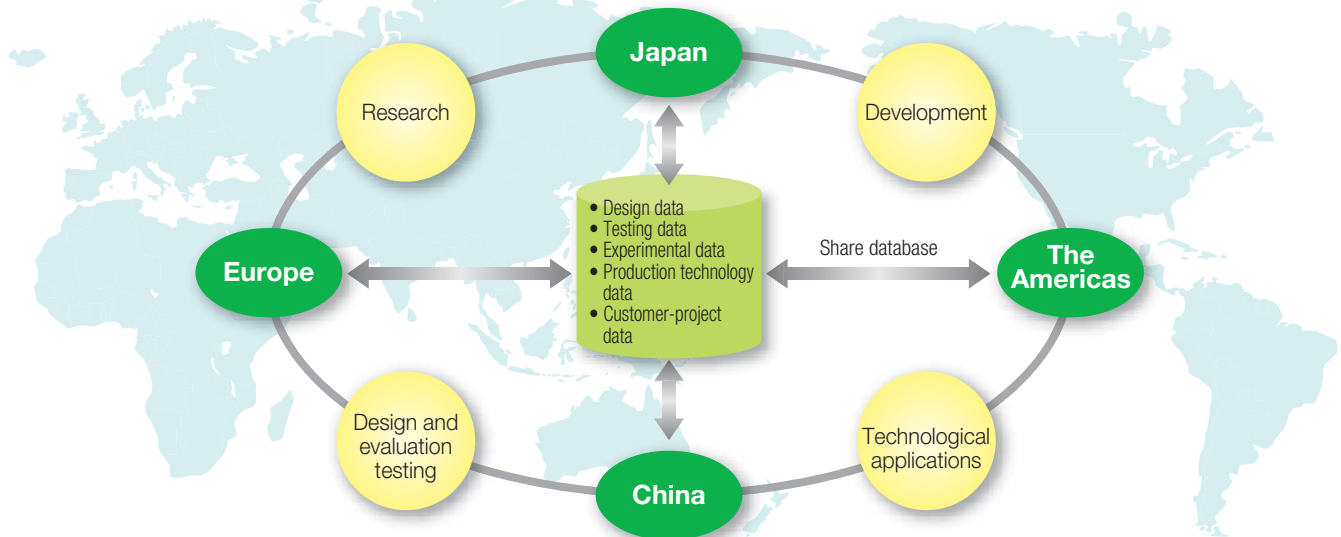 Japan
Research
Development
• Design data
• Testing data
• Experimental data
• Production technology
data
• Customer-project
data
Share database
Europe
The
Americas
Design and
evaluation
testing
Technological
applications
China